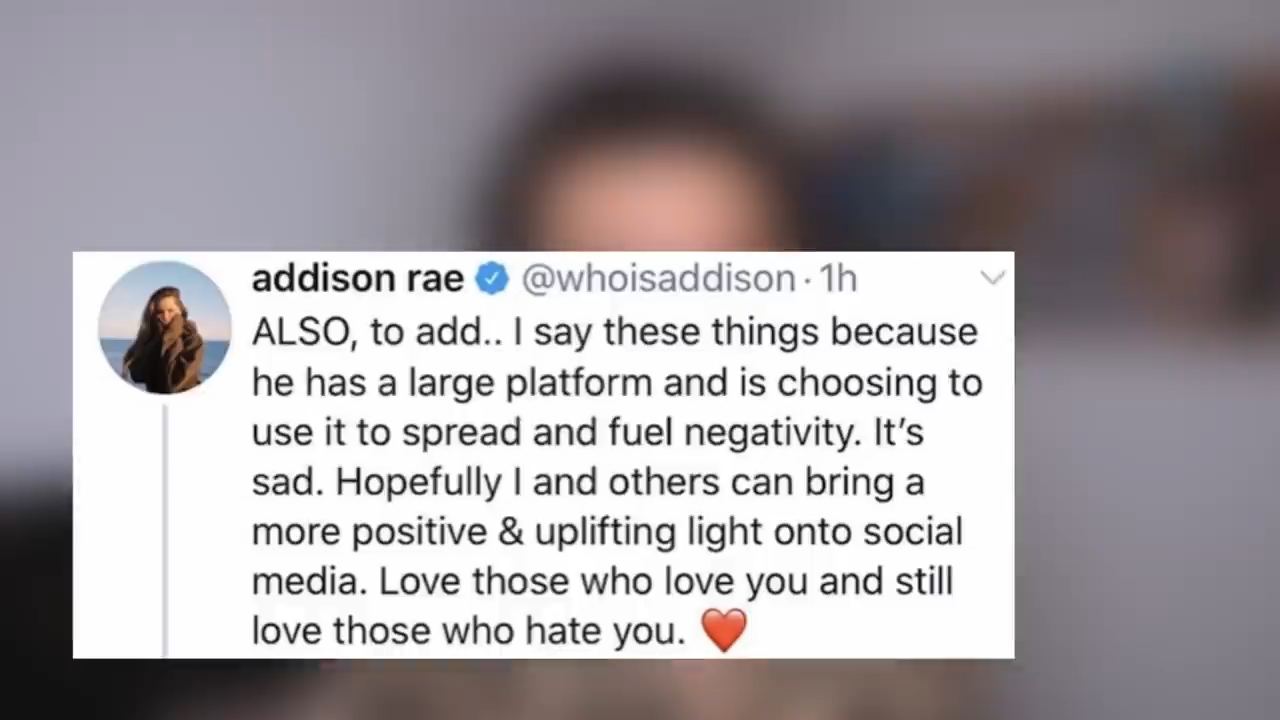 addison rae @whoisaddison · 1h
ALSO, to add.. I say these things because
he has a large platform and is choosing to
use it to spread and fuel negativity. It’s
sad. Hopefully I and others can bring a
more positive & uplifting light onto social
media. Love those who love you and still
love those who hate you. ❤️